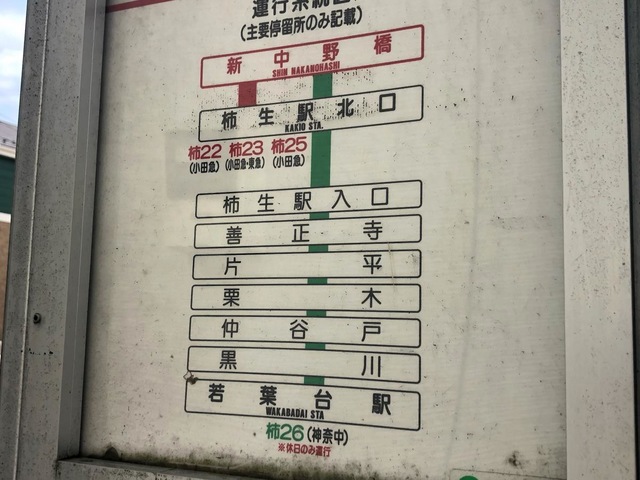 運行系統図
(主要停留所のみ記載)
新中野橋
SHIN NAKANOHASHI
柿生駅北口
KAKIO STA.
柿22 柿23 柿25
(小田急) (小田急・東急) (小田急)
柿生駅入口
善正寺
片平
栗木
仲谷戸
黒川
若葉台駅
WAKABADAI STA
柿26 (神奈中)
※休日のみ運行